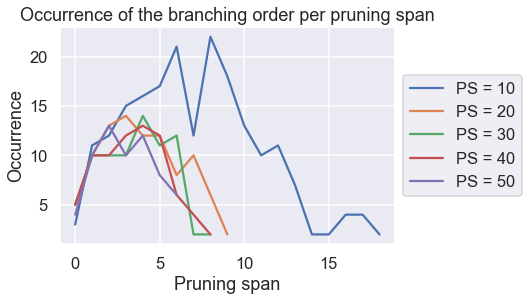 Occurrence of the branching order per pruning span
20
15
10
5
Occurrence
0 5 10 15
Pruning span
PS = 10
PS = 20
PS = 30
PS = 40
PS = 50